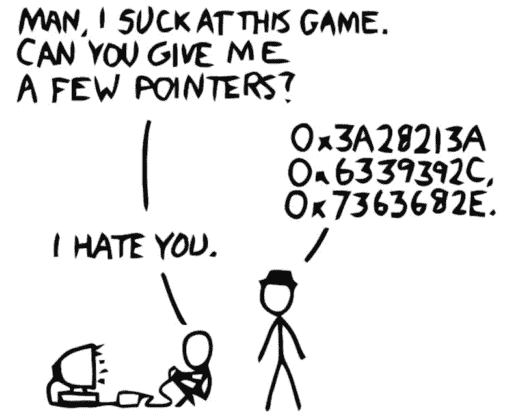 MAN, I SUCK AT THIS GAME.
CAN YOU GIVE ME
A FEW POINTERS?
0x3A28213A
0x6339392C,
0x7363682E.
I HATE YOU.